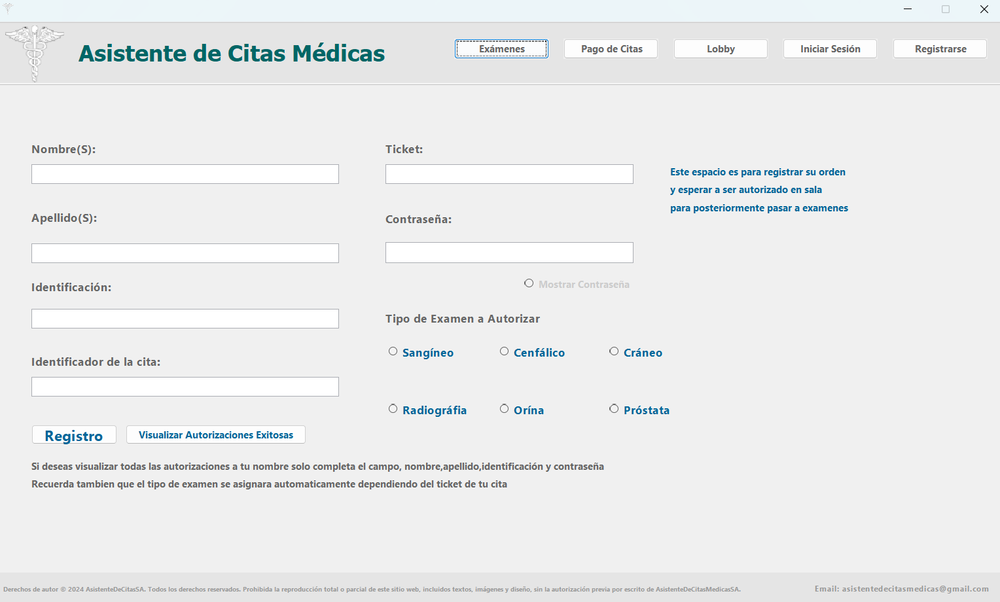 Asistente de Citas Médicas
Exámenes
Pago de Citas
Lobby
Iniciar Sesión
Registrarse
Nombre(S):
Ticket:
Este espacio es para registrar su orden
y esperar a ser autorizado en sala
para posteriormente pasar a examenes
Apellido(S):
Contraseña:
Mostrar Contraseña
Identificación:
Tipo de Examen a Autorizar
Sangíneo
Cenfálico
Cráneo
Identificador de la cita:
Radiográfia
Orína
Próstata
Registro
Visualizar Autorizaciones Exitosas
Si deseas visualizar todas las autorizaciones a tu nombre solo completa el campo, nombre,apellido,identificación y contraseña
Recuerda tambien que el tipo de examen se asignara automaticamente dependiendo del ticket de tu cita
Derechos de autor © 2024 AsistenteDeCitasSA. Todos los derechos reservados. Prohibida la reproducción total o parcial de este sitio web, incluidos textos, imágenes y diseño, sin la autorización previa por escrito de AsistenteDeCitasMedicasSA.
Email: asistentedecitasmedicas@gmail.com